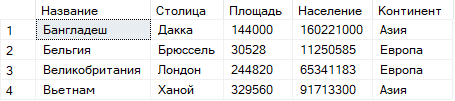 Название Столица Площадь Население Континент
1 Бангладеш Дакка 144000 160221000 Азия
2 Бельгия Брюссель 30528 11250585 Европа
3 Великобритания Лондон 244820 65341183 Европа
4 Вьетнам Ханой 329560 91713300 Азия